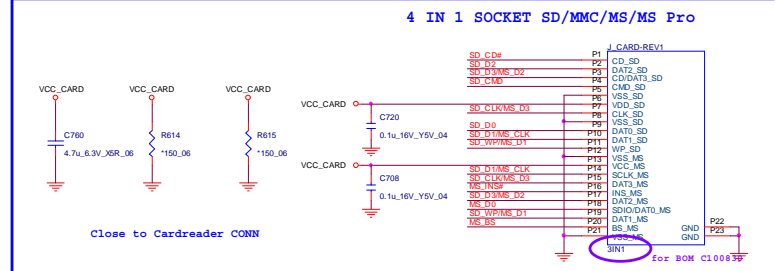 4 IN 1 SOCKET SD/MMC/MS/MS Pro
J_CARD-REV1
SD_CD# P1 CD_SD
SD_D2 P2 DAT2_SD
SD_D3/MS_D2 P3 CD/DAT3_SD
SD_CMD P4 CMD_SD
P5 VSS_SD
P6 VDD_SD
SD_CLK/MS_D3 P7 CLK_SD
P8 VSS_SD
SD_D0 P9 DAT0_SD
SD_D1/MS_CLK P10 DAT1_SD
SD_WP/MS_D1 P11 WP_SD
P12 VSS_MS
P13 VCC_MS
SD_D1/MS_CLK P14 SCLK_MS
SD_CLK/MS_D3 P15 DAT3_MS
MS_INS# P16 INS_MS
SD_D3/MS_D2 P17 DAT2_MS
MS_D0 P18 SDIO/DAT0_MS
SD_WP/MS_D1 P19 DAT1_MS
MS_BS P20 BS_MS GND P22
P21 VSS_MS GND P23
3IN1
for BOM C10083
VCC_CARD VCC_CARD VCC_CARD
VCC_CARD
C720
0.1u_16V_Y5V_04
C760
4.7u_6.3V_X5R_06
R614
*150_06
R615
*150_06
VCC_CARD
C708
0.1u_16V_Y5V_04
Close to Cardreader CONN